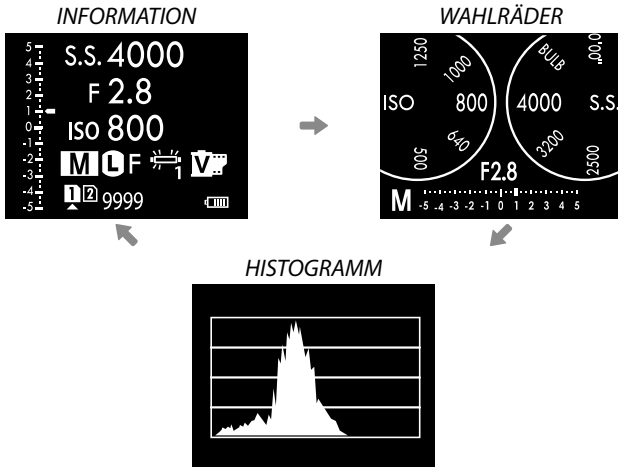 INFORMATION
5
4
3
2
1
0
-1
-2
-3
-4
-5
S.S. 4000
F 2.8
ISO 800
M L F 1 V
1 2 9999
WAHLRÄDER
1250 1000 BULB
ISO 800 4000 S.S.
500 640 3200 2500
F2.8
M -5 -4 -3 -2 -1 0 1 2 3 4 5
HISTOGRAMM